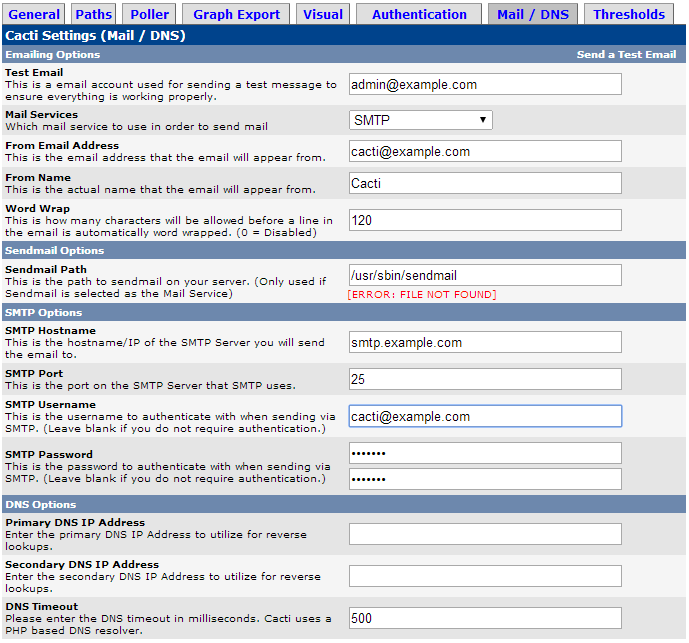 General Paths Poller Graph Export Visual Authentication Mail / DNS Thresholds
Cacti Settings (Mail / DNS)
Emailing Options Send a Test Email
Test Email
This is a email account used for sending a test message to
ensure everything is working properly.
admin@example.com
Mail Services
Which mail service to use in order to send mail
SMTP
From Email Address
This is the email address that the email will appear from.
cacti@example.com
From Name
This is the actual name that the email will appear from.
Cacti
Word Wrap
This is how many characters will be allowed before a line in
the email is automatically word wrapped. (0 = Disabled)
120
Sendmail Options
Sendmail Path
This is the path to sendmail on your server. (Only used if
Sendmail is selected as the Mail Service)
/usr/sbin/sendmail
[ERROR: FILE NOT FOUND]
SMTP Options
SMTP Hostname
This is the hostname/IP of the SMTP Server you will send
the email to.
smtp.example.com
SMTP Port
This is the port on the SMTP Server that SMTP uses.
25
SMTP Username
This is the username to authenticate with when sending via
SMTP. (Leave blank if you do not require authentication.)
cacti@example.com
SMTP Password
This is the password to authenticate with when sending via
SMTP. (Leave blank if you do not require authentication.)
•••••••
•••••••
DNS Options
Primary DNS IP Address
Enter the primary DNS IP Address to utilize for reverse
lookups.
Secondary DNS IP Address
Enter the secondary DNS IP Address to utilize for reverse
lookups.
DNS Timeout
Please enter the DNS timeout in milliseconds. Cacti uses a
PHP based DNS resolver.
500